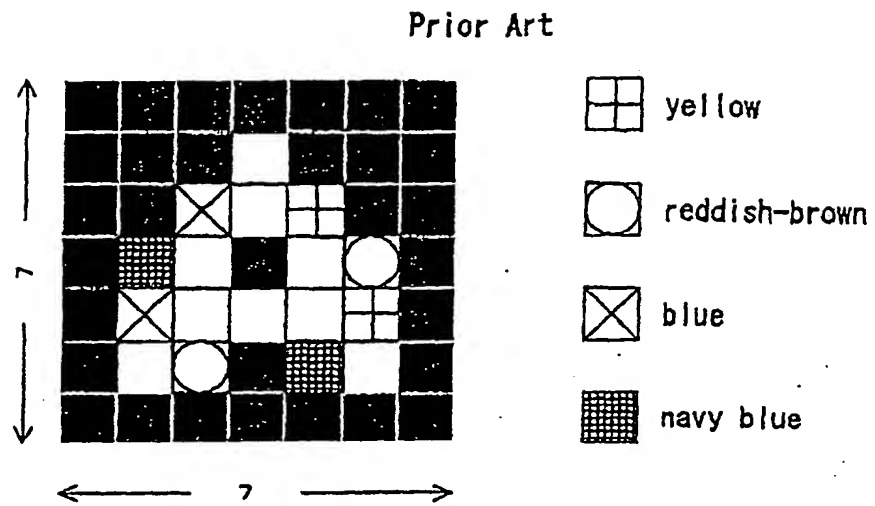 Prior Art
yellow
reddish-brown
blue
navy blue
7
7